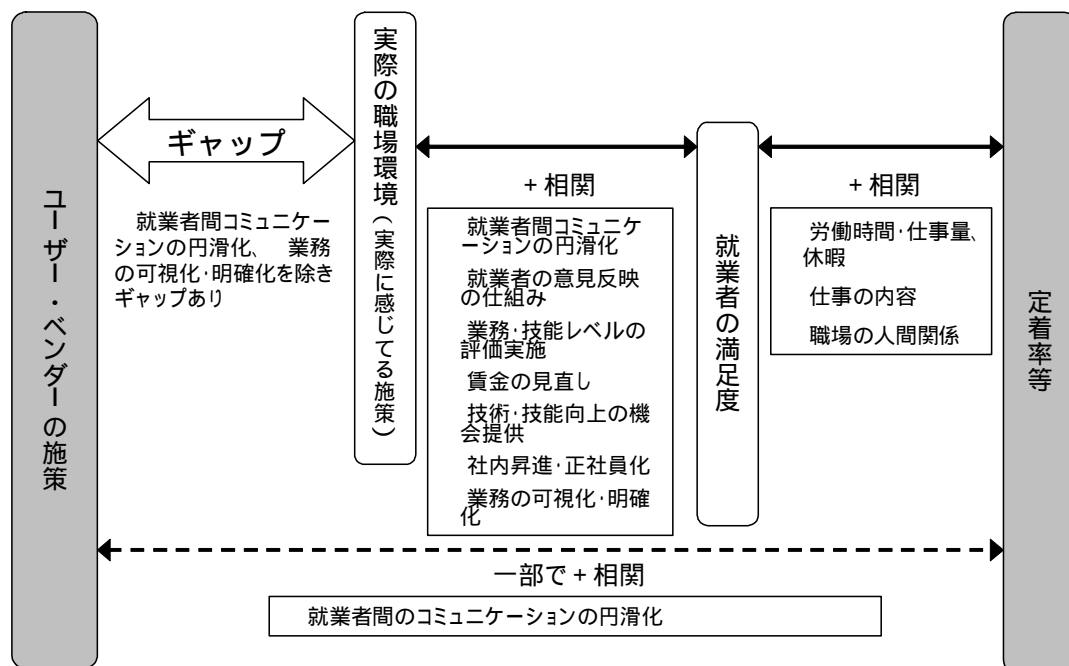 ユーザー・ベンダーの施策
ギャップ
就業者間コミュニケー
ションの円滑化、 業務
の可視化・明確化を除き
ギャップあり
実際の職場環境(実際に感じてる施策)
+相関
就業者間コミュニケ
ーションの円滑化
就業者の意見反映
の仕組み
業務・技能レベルの
評価実施
賃金の見直し
技術・技能向上の機
会提供
社内昇進・正社員化
業務の可視化・明確
化
就業者の満足度
+相関
労働時間・仕事量、
休暇
仕事の内容
職場の人間関係
定着率等
一部で+相関
就業者間のコミュニケーションの円滑化